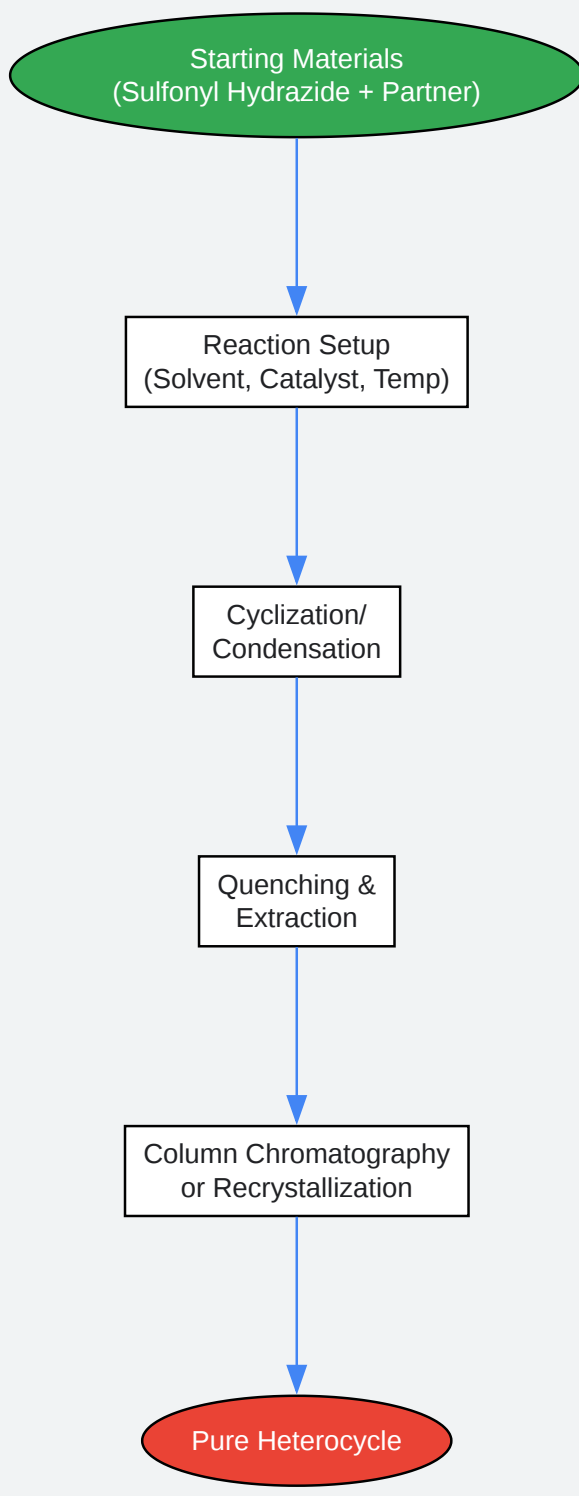 Starting Materials
(Sulfonyl Hydrazide + Partner)
Reaction Setup
(Solvent, Catalyst, Temp)
Cyclization/
Condensation
Quenching &
Extraction
Column Chromatography
or Recrystallization
Pure Heterocycle